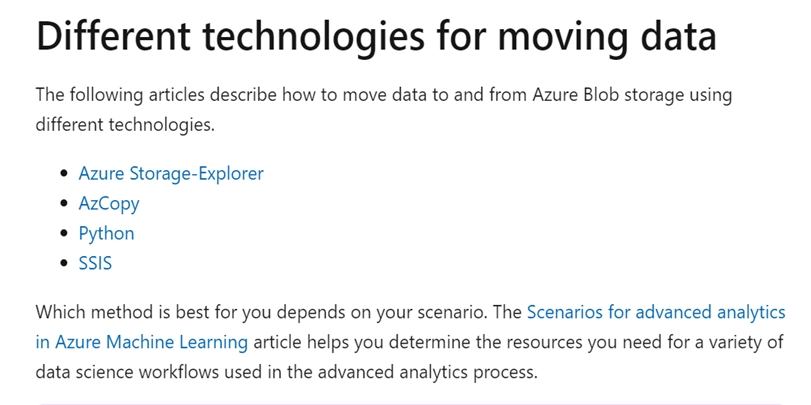 Different technologies for moving data
The following articles describe how to move data to and from Azure Blob storage using
different technologies.
• Azure Storage-Explorer
• AzCopy
• Python
• SSIS
Which method is best for you depends on your scenario. The Scenarios for advanced analytics
in Azure Machine Learning article helps you determine the resources you need for a variety of
data science workflows used in the advanced analytics process.